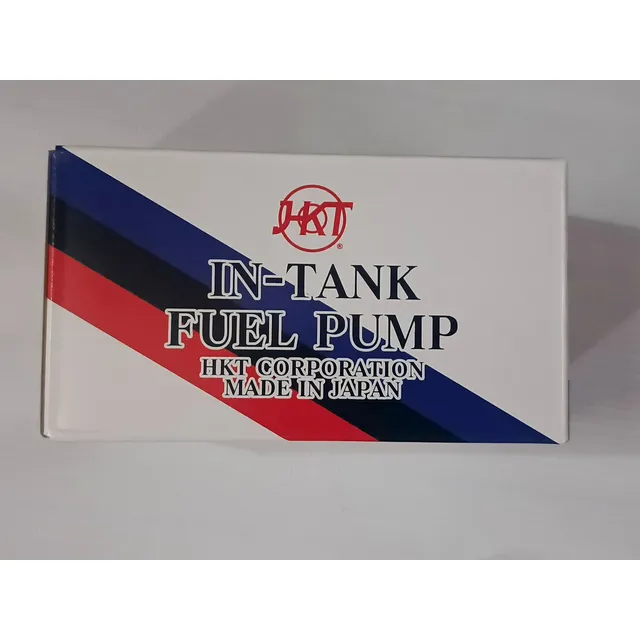 HKT
®
IN-TANK
FUEL PUMP
HKT CORPORATION
MADE IN JAPAN